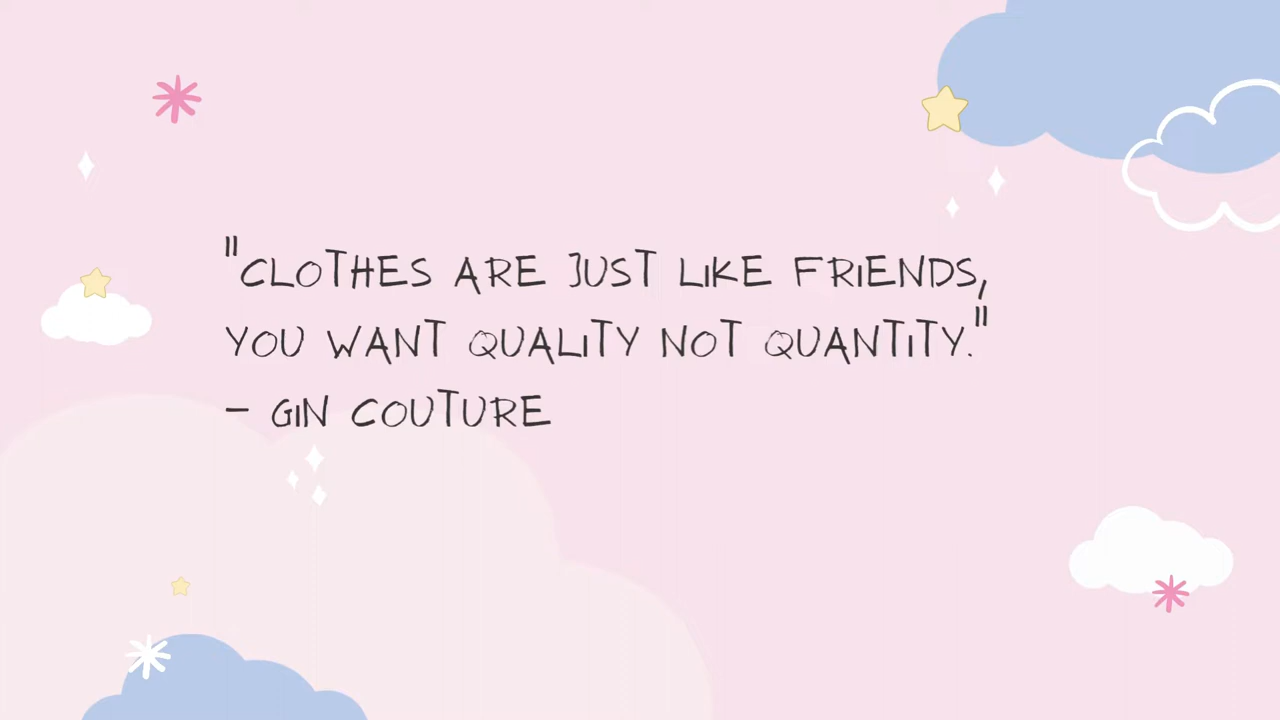 "CLOTHES ARE JUST LIKE FRIENDS,
YOU WANT QUALITY NOT QUANTITY."
- GIN COUTURE